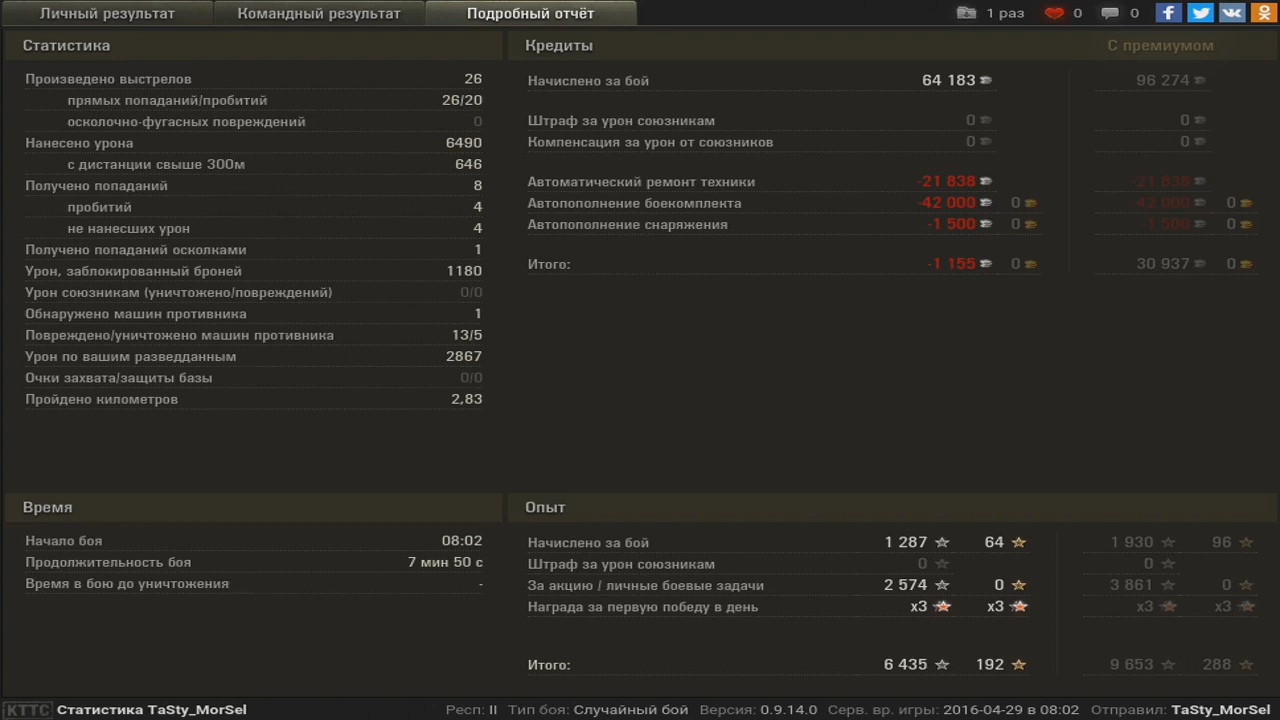 Личный результат Командный результат Подробный отчёт 1 раз 0 0
Статистика
Произведено выстрелов 26
прямых попаданий/пробитий 26/20
осколочно-фугасных повреждений 0
Нанесено урона 6490
с дистанции свыше 300м 646
Получено попаданий 8
пробитий 4
не нанесших урон 4
Получено попаданий осколками 1
Урон, заблокированный броней 1180
Урон союзникам (уничтожено/повреждений) 0/0
Обнаружено машин противника 1
Повреждено/уничтожено машин противника 13/5
Урон по вашим разведданным 2867
Очки захвата/защиты базы 0/0
Пройдено километров 2,83
Кредиты С премиумом
Начислено за бой 64 183 96 274
Штраф за урон союзникам 0 0
Компенсация за урон от союзников 0 0
Автоматический ремонт техники -21 838 -21 838
Автопополнение боекомплекта -42 000 0 -42 000 0
Автопополнение снаряжения -1 500 0 -1 500 0
Итого: -1 155 0 30 937 0
Время
Начало боя 08:02
Продолжительность боя 7 мин 50 с
Время в бою до уничтожения -
Опыт
Начислено за бой 1 287 64 1 930 96
Штраф за урон союзникам 0 0
За акцию / личные боевые задачи 2 574 0 3 861 0
Награда за первую победу в день x3 x3 x3 x3
Итого: 6 435 192 9 653 288
КТТС Статистика TaSty_MorSel Респ: II Тип боя: Случайный бой Версия: 0.9.14.0 Серв. вр. игры: 2016-04-29 в 08:02 Отправил: TaSty_MorSel